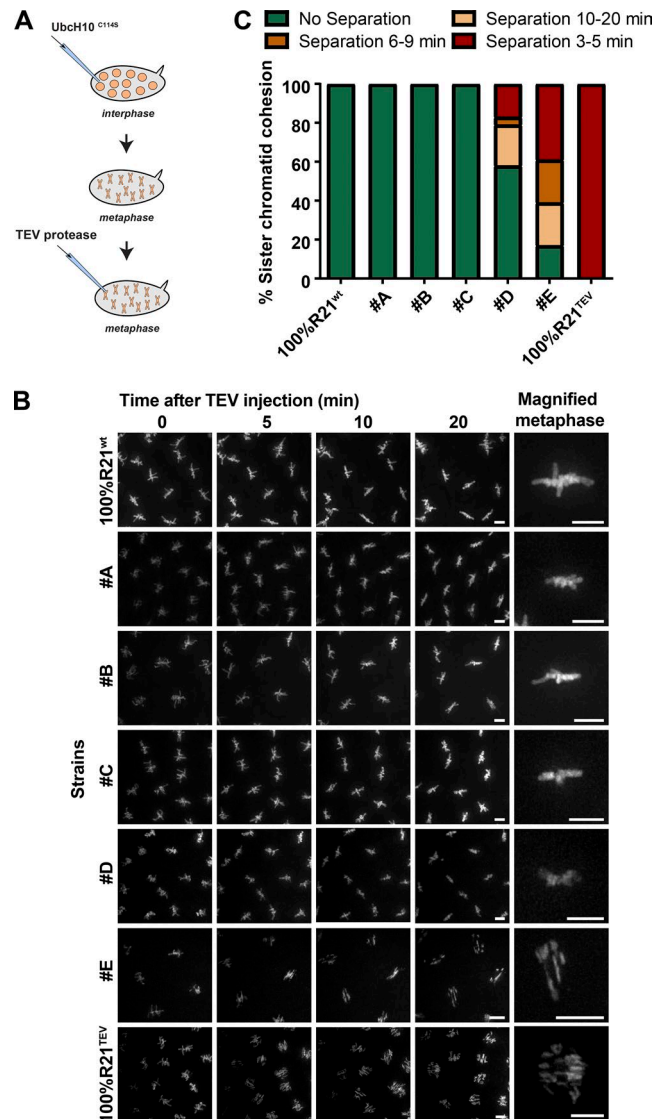 A
UbcH10 C114S
interphase
metaphase
TEV protease
metaphase
C
No Separation
Separation 10-20 min
Separation 6-9 min
Separation 3-5 min
% Sister chromatid cohesion
100
80
60
40
20
0
100%R21wt
#A
#B
#C
#D
#E
100%R21TEV
B
Time after TEV injection (min)
0 5 10 20
Magnified
metaphase
Strains
100%R21wt
#A
#B
#C
#D
#E
100%R21TEV